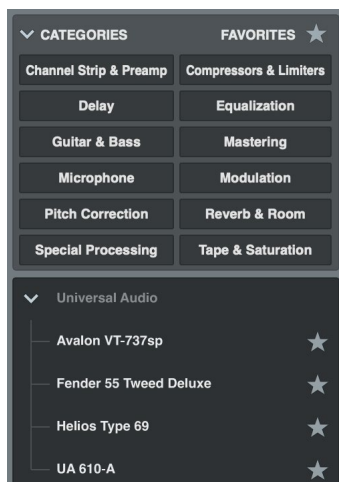 CATEGORIES FAVORITES
Channel Strip & Preamp Compressors & Limiters
Delay Equalization
Guitar & Bass Mastering
Microphone Modulation
Pitch Correction Reverb & Room
Special Processing Tape & Saturation
Universal Audio
Avalon VT-737sp
Fender 55 Tweed Deluxe
Helios Type 69
UA 610-A